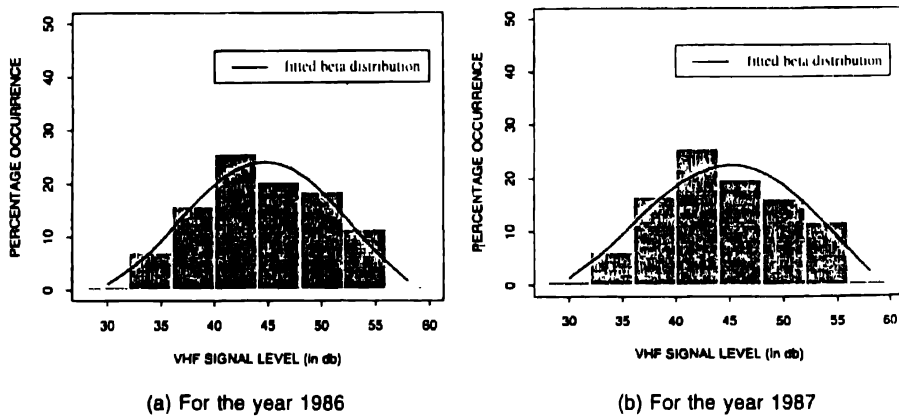 50
40
30
20
10
0
PERCENTAGE OCCURRENCE
fitted beta distribution
30 35 40 45 50 55 60
VHF SIGNAL LEVEL (in db)
(a) For the year 1986
50
40
30
20
10
0
PERCENTAGE OCCURRENCE
fitted beta distribution
30 35 40 45 50 55 60
VHF SIGNAL LEVEL (in db)
(b) For the year 1987